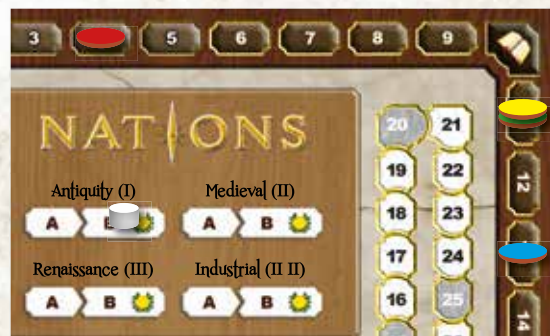 3 5 6 7 8 9
NATIONS
20 21
19 22
12
Antiquity (I) Medieval (II)
A B A B
18 23
Renaissance (III) Industrial (II II)
17 24
A B A B
16 25
14